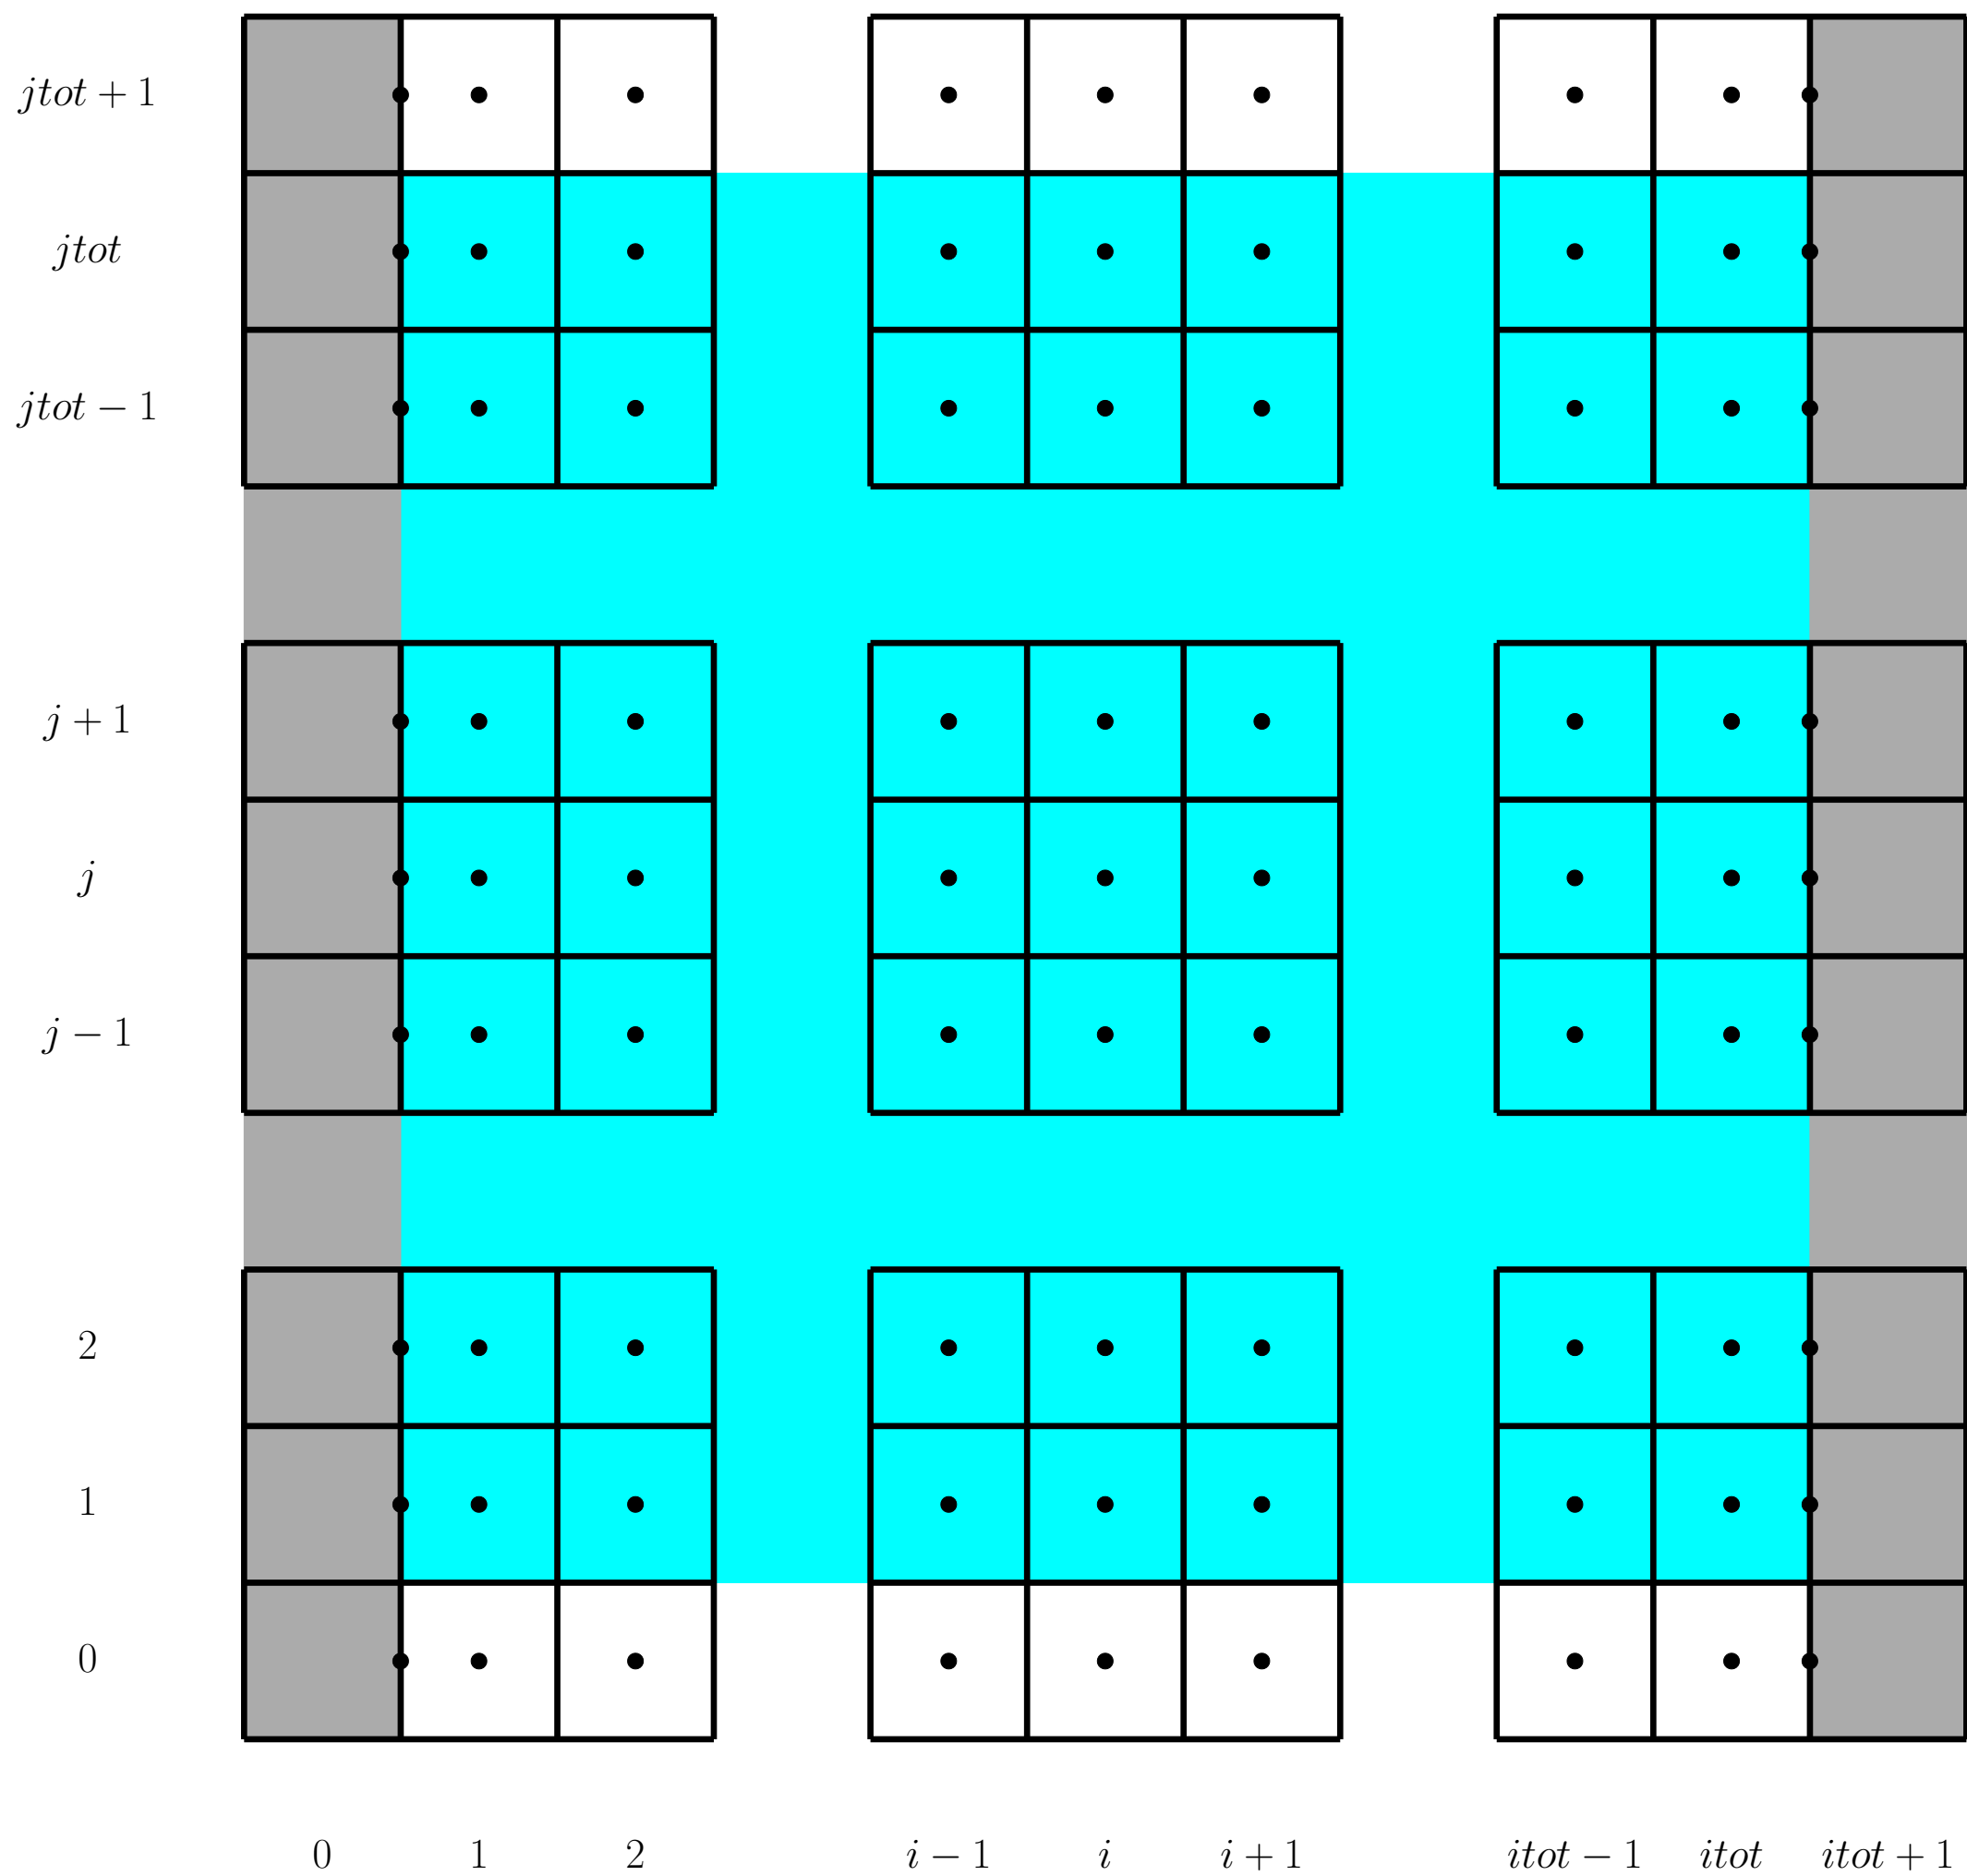 jtot + 1
jtot
jtot − 1
j + 1
j
j − 1
2
1
0
0 1 2 i − 1 i i + 1 itot − 1 itot itot + 1